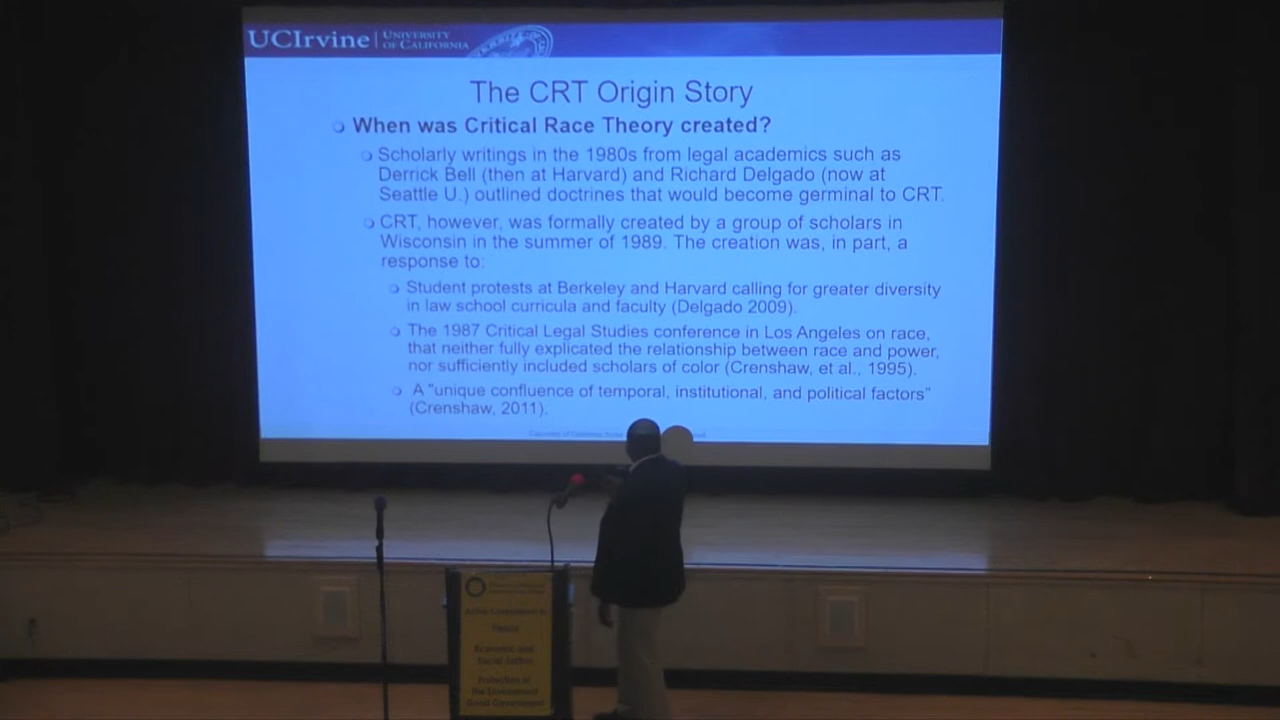 UCIrvine | UNIVERSITY
OF CALIFORNIA
The CRT Origin Story
When was Critical Race Theory created?
Scholarly writings in the 1980s from legal academics such as
Derrick Bell (then at Harvard) and Richard Delgado (now at
Seattle U.) outlined doctrines that would become germinal to CRT.
CRT, however, was formally created by a group of scholars in
Wisconsin in the summer of 1989. The creation was, in part, a
response to:
Student protests at Berkeley and Harvard calling for greater diversity
in law school curricula and faculty (Delgado 2009).
The 1987 Critical Legal Studies conference in Los Angeles on race,
that neither fully explicated the relationship between race and power,
nor sufficiently included scholars of color (Crenshaw, et al., 1995).
A "unique confluence of temporal, institutional, and political factors"
(Crenshaw, 2011).
Economic and
Social Justice
Protection of
the Environment
Good Government